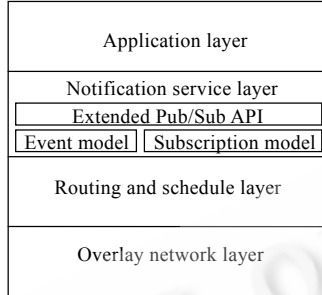 Application layer
Notification service layer
Extended Pub/Sub API
Event model Subscription model
Routing and schedule layer
Overlay network layer